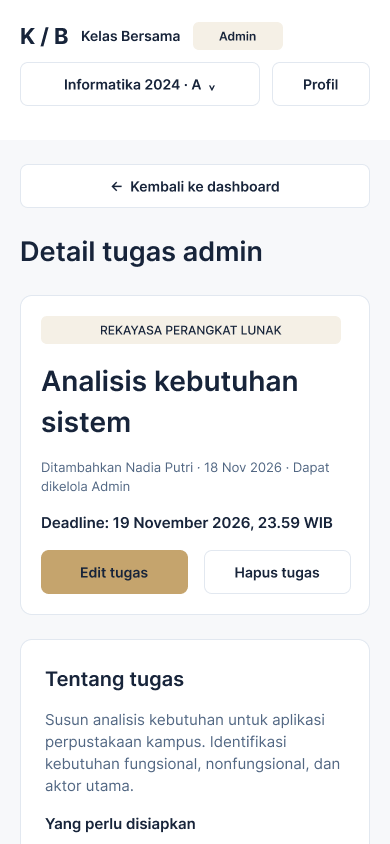 K / B Kelas Bersama Admin
Informatika 2024 · A v Profil
← Kembali ke dashboard
Detail tugas admin
REKAYASA PERANGKAT LUNAK
Analisis kebutuhan
sistem
Ditambahkan Nadia Putri · 18 Nov 2026 · Dapat
dikelola Admin
Deadline: 19 November 2026, 23.59 WIB
Edit tugas Hapus tugas
Tentang tugas
Susun analisis kebutuhan untuk aplikasi
perpustakaan kampus. Identifikasi
kebutuhan fungsional, nonfungsional, dan
aktor utama.
Yang perlu disiapkan